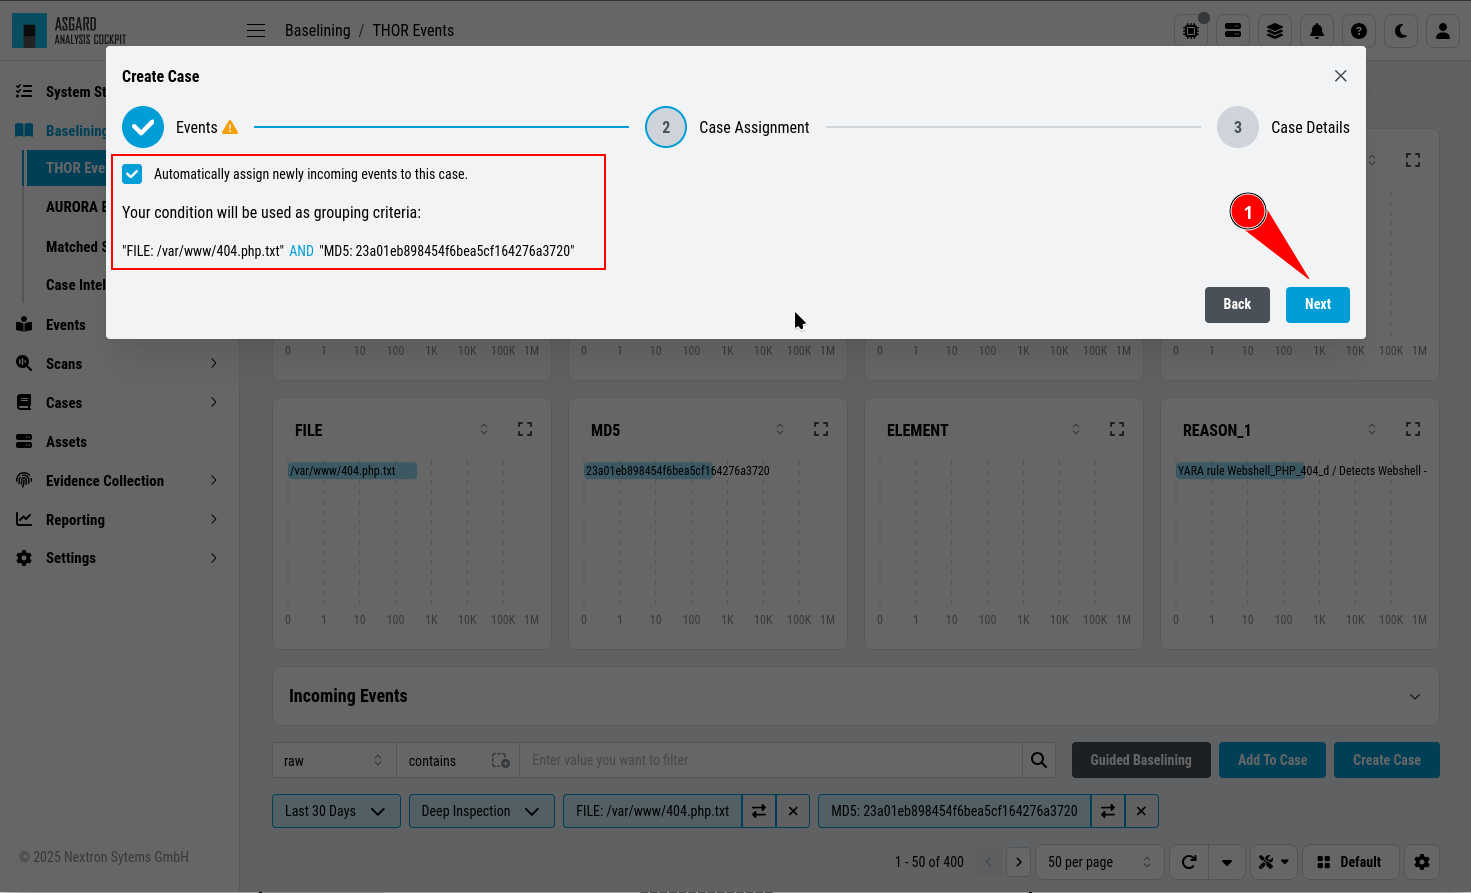 ASGARD
ANALYSIS COCKPIT
Baselining / THOR Events
Create Case
Events
2 Case Assignment
3 Case Details
Automatically assign newly incoming events to this case.
Your condition will be used as grouping criteria:
"FILE: /var/www/404.php.txt" AND "MD5: 23a01eb898454f6bea5cf164276a3720"
1
Back
Next
System St
Baselining
THOR Eve
AURORA E
Matched S
Case Intel
Events
Scans
Cases
Assets
Evidence Collection
Reporting
Settings
0 1 10 100 1K 10K 100K 1M
0 1 10 100 1K 10K 100K 1M
0 1 10 100 1K 10K 100K 1M
0 1 10 100 1K 10K 100K 1M
FILE
/var/www/404.php.txt
0 1 10 100 1K 10K 100K 1M
MD5
23a01eb898454f6bea5cf164276a3720
0 1 10 100 1K 10K 100K 1M
ELEMENT
0 1 10 100 1K 10K 100K 1M
REASON_1
YARA rule Webshell_PHP_404_d / Detects Webshell -
0 1 10 100 1K 10K 100K 1M
Incoming Events
raw
contains
Enter value you want to filter
Guided Baselining
Add To Case
Create Case
Last 30 Days
Deep Inspection
FILE: /var/www/404.php.txt
MD5: 23a01eb898454f6bea5cf164276a3720
1 - 50 of 400
50 per page
Default
© 2025 Nextron Sytems GmbH